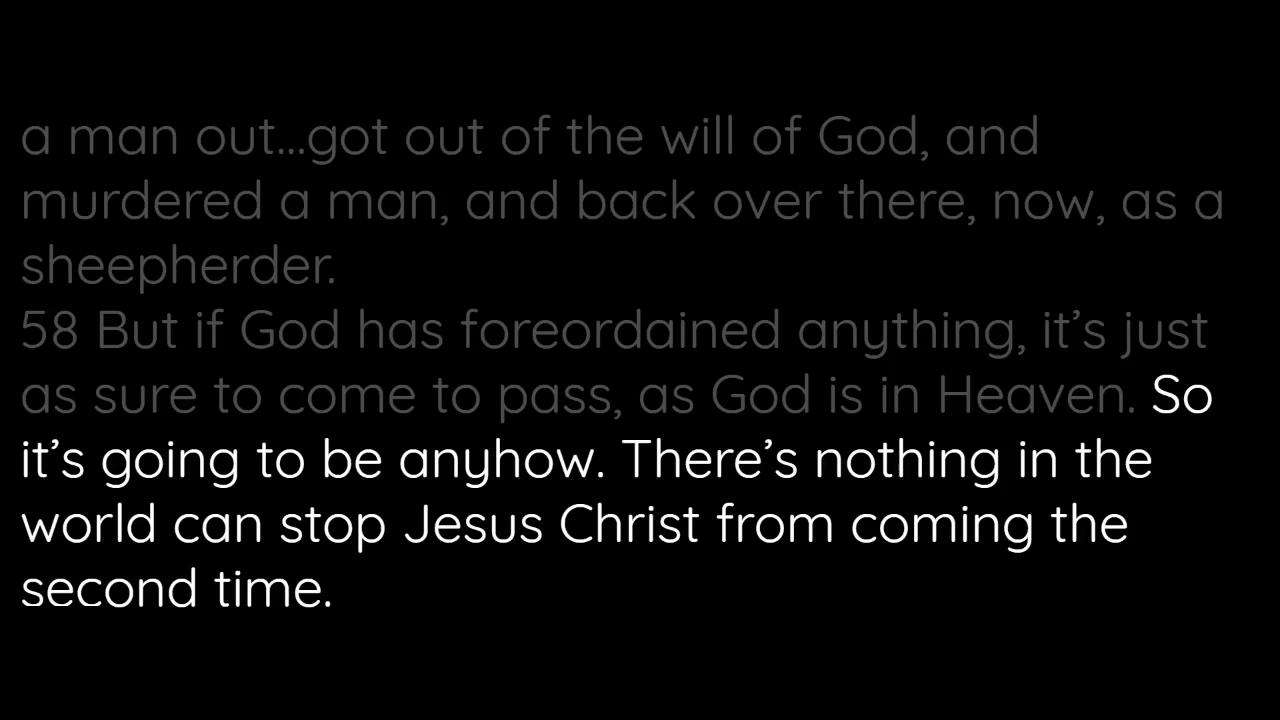 a man out...got out of the will of God, and
murdered a man, and back over there, now, as a
sheepherder.
58 But if God has foreordained anything, it’s just
as sure to come to pass, as God is in Heaven. So
it’s going to be anyhow. There’s nothing in the
world can stop Jesus Christ from coming the
second time.